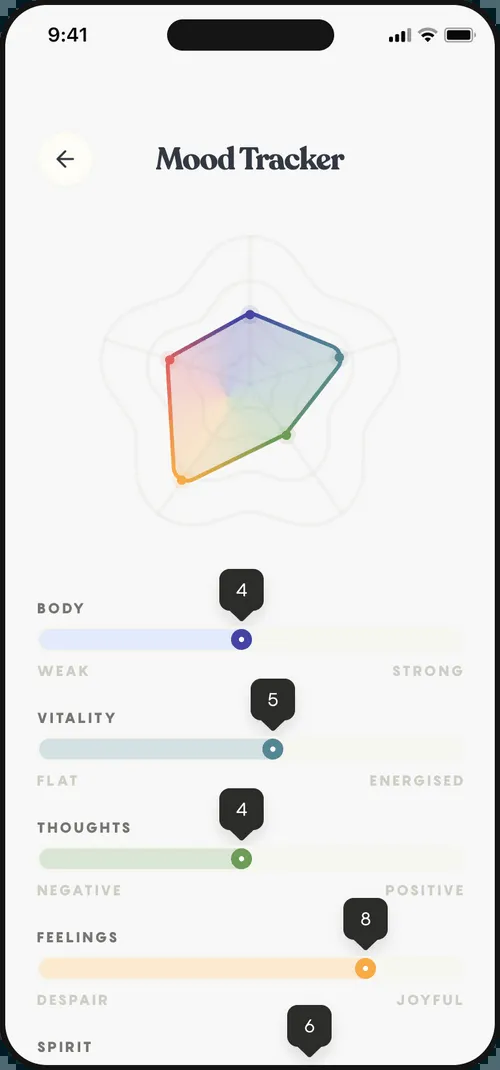 9:41
Mood Tracker
4
BODY
WEAK STRONG
5
VITALITY
FLAT ENERGISED
4
THOUGHTS
NEGATIVE POSITIVE
8
FEELINGS
DESPAIR JOYFUL
6
SPIRIT